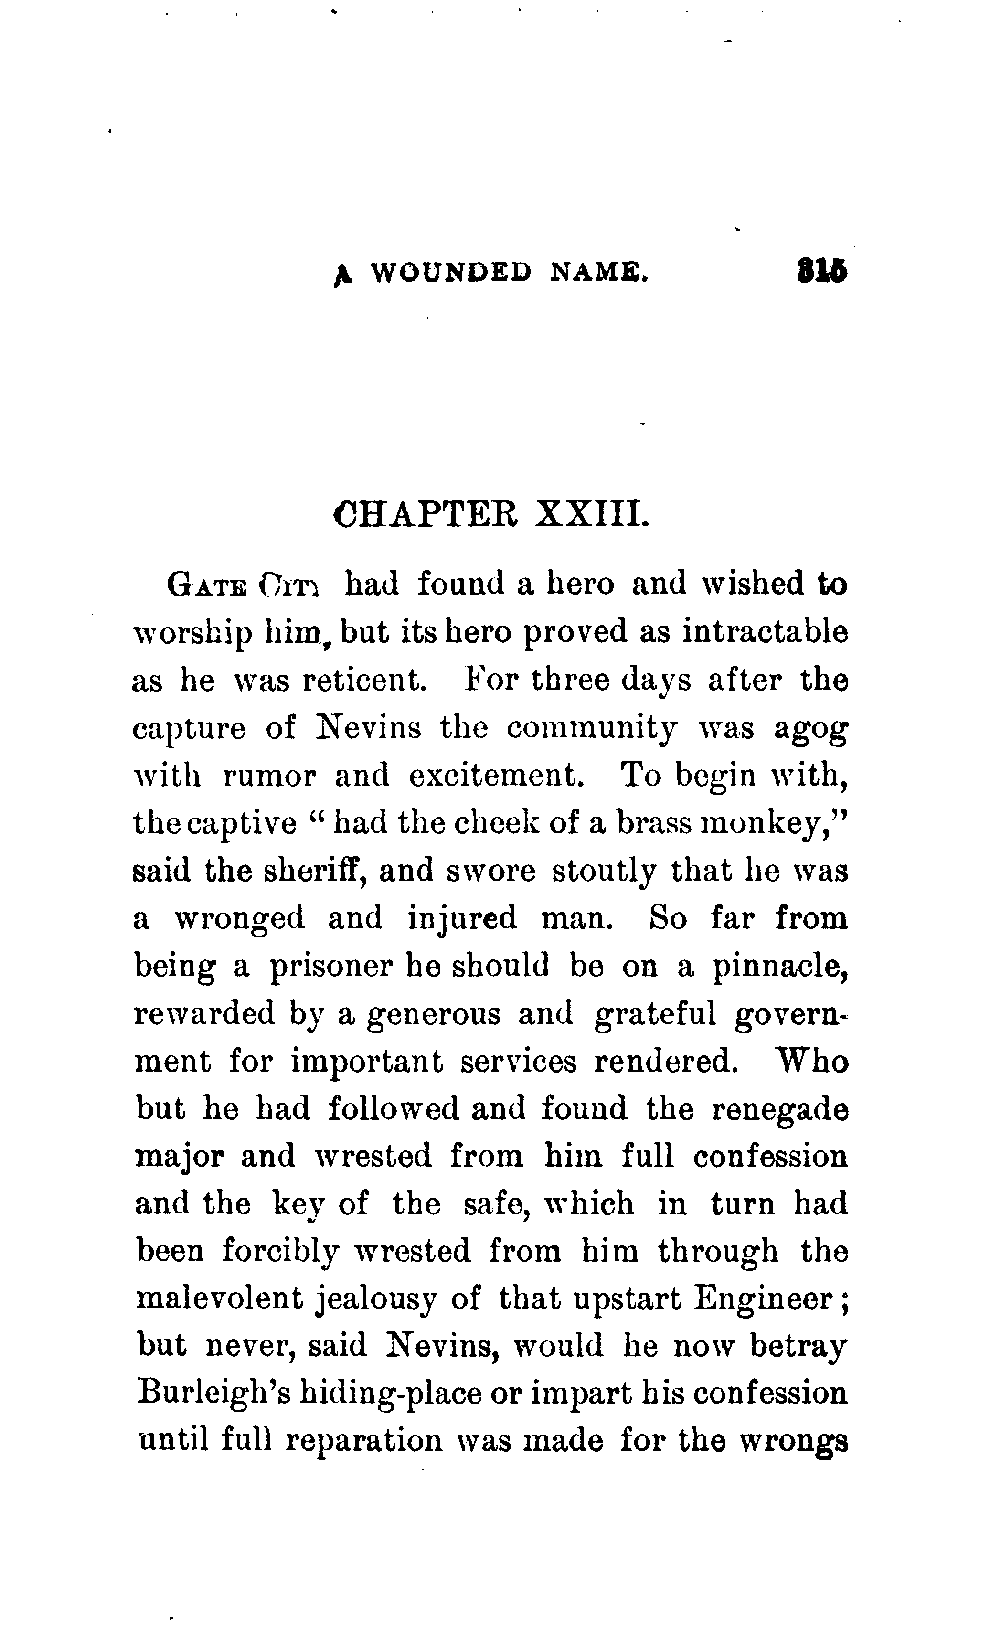 A WOUNDED NAME. 315
CHAPTER XXIII.
GATE CITY had found a hero and wished to
worship him, but its hero proved as intractable
as he was reticent. For three days after the
capture of Nevins the community was agog
with rumor and excitement. To begin with,
the captive “ had the cheek of a brass monkey,”
said the sheriff, and swore stoutly that he was
a wronged and injured man. So far from
being a prisoner he should be on a pinnacle,
rewarded by a generous and grateful govern-
ment for important services rendered. Who
but he had followed and found the renegade
major and wrested from him full confession
and the key of the safe, which in turn had
been forcibly wrested from him through the
malevolent jealousy of that upstart Engineer ;
but never, said Nevins, would he now betray
Burleigh’s hiding-place or impart his confession
until full reparation was made for the wrongs